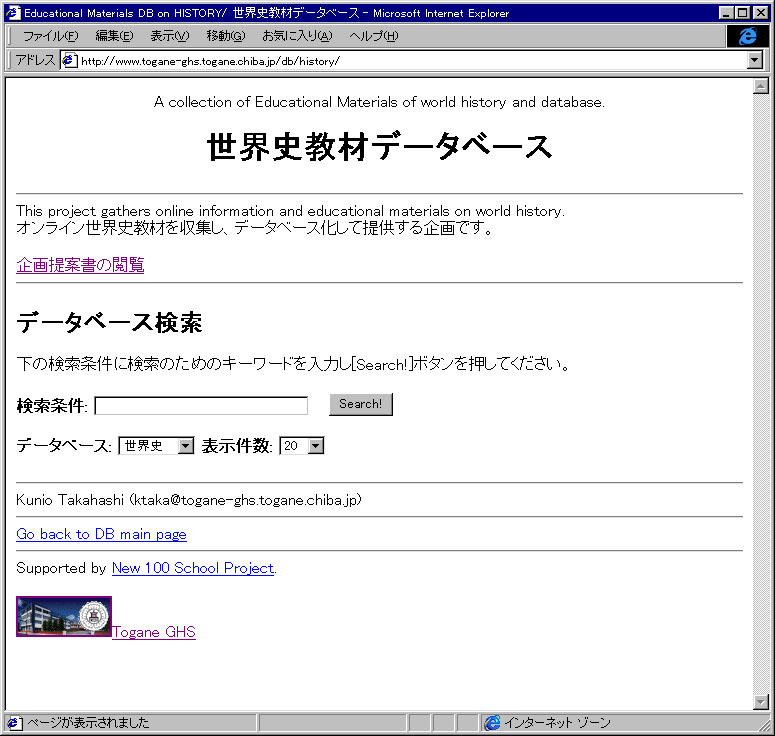 Educational Materials DB on HISTORY/ 世界史教材データベース - Microsoft Internet Explorer
ファイル(F) 編集(E) 表示(V) 移動(G) お気に入り(A) ヘルプ(H)
アドレス http://www.togane-ghs.togane.chiba.jp/db/history/
A collection of Educational Materials of world history and database.
世界史教材データベース
This project gathers online information and educational materials on world history.
オンライン世界史教材を収集し、データベース化して提供する企画です。
企画提案書の閲覧
データベース検索
下の検索条件に検索のためのキーワードを入力し[Search!]ボタンを押してください。
検索条件: Search!
データベース: 世界史 表示件数: 20
Kunio Takahashi (ktaka@togane-ghs.togane.chiba.jp)
Go back to DB main page
Supported by New 100 School Project.
Togane GHS
ページが表示されました インターネット ゾーン